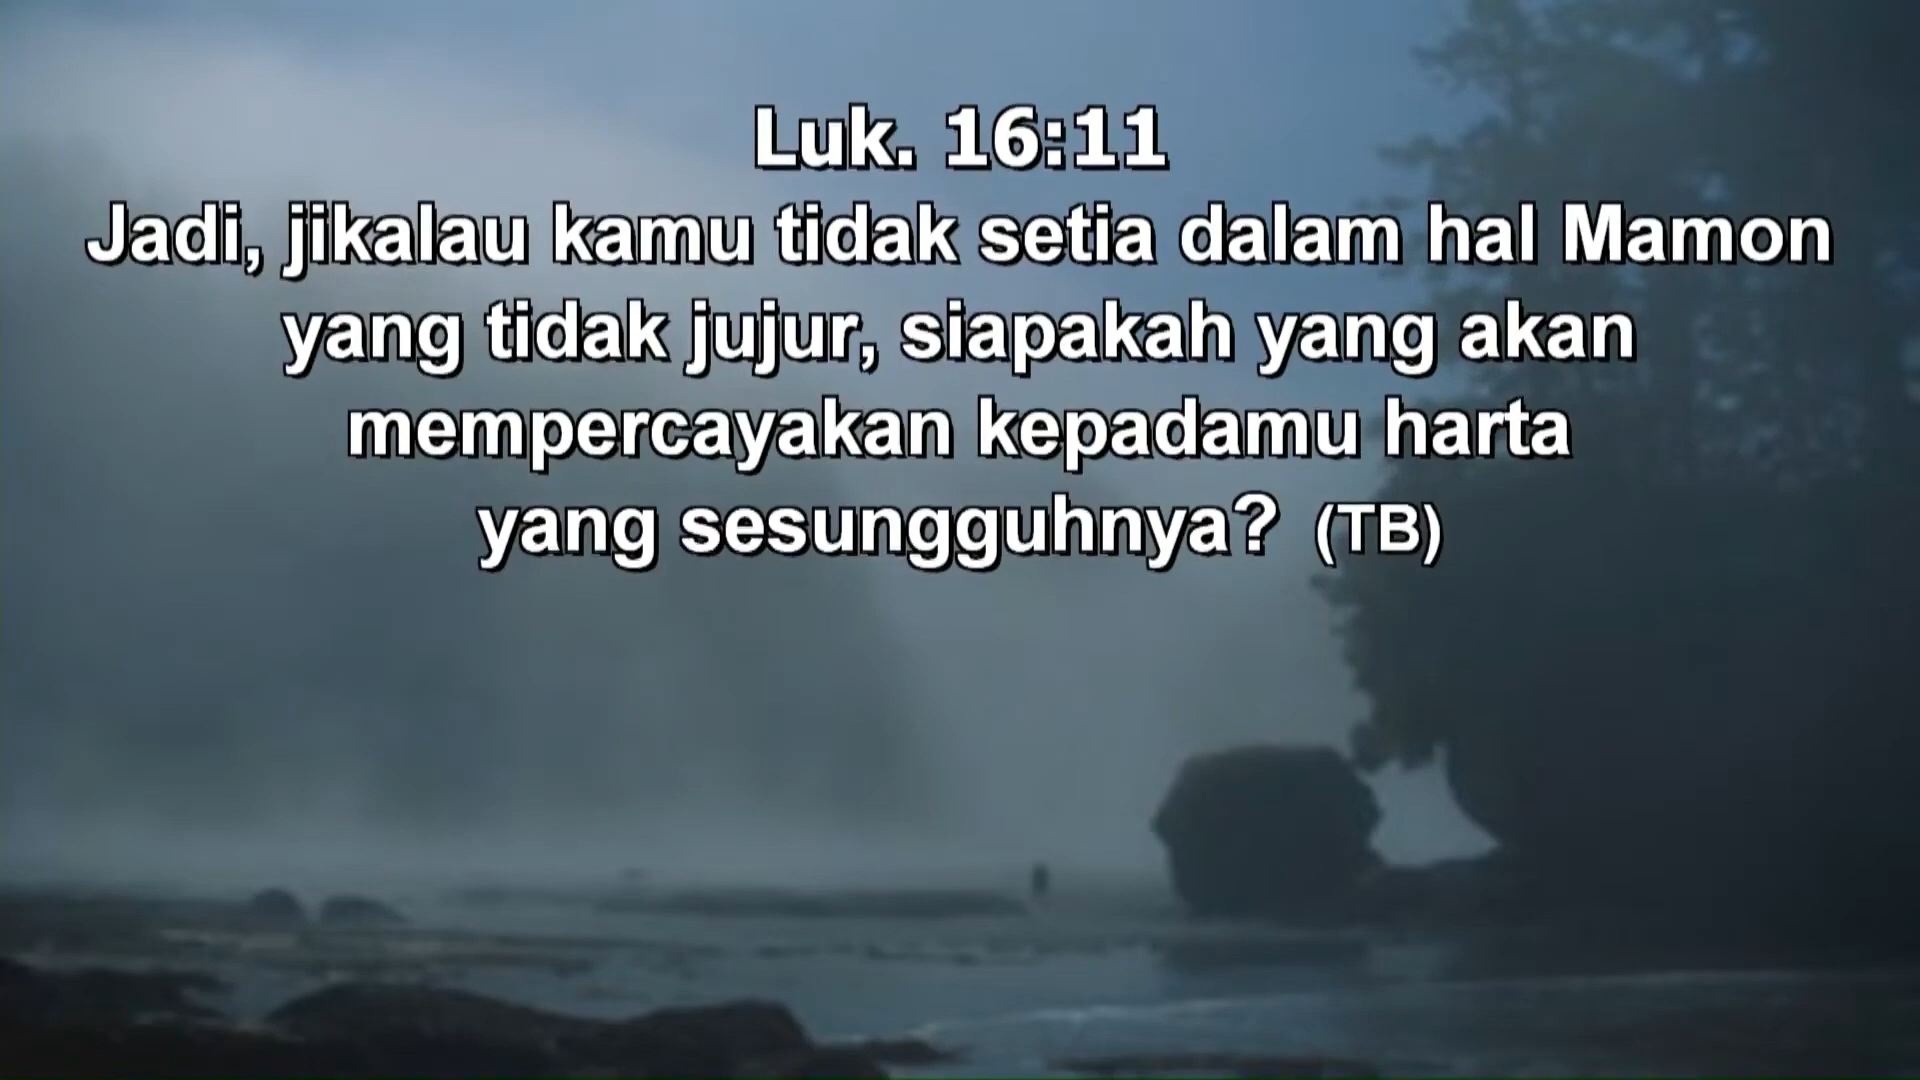 Luk. 16:11
Jadi, jikalau kamu tidak setia dalam hal Mamon
yang tidak jujur, siapakah yang akan
mempercayakan kepadamu harta
yang sesungguhnya? (TB)